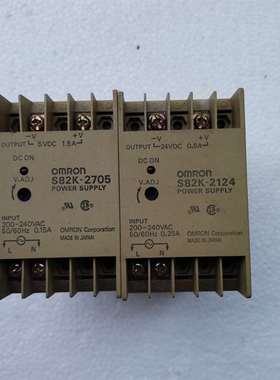 -V +V
OUTPUT 5VDC 1.5A
DC ON
V.ADJ
OMRON
S82K-2705
POWER SUPPLY
INPUT
200-240VAC
50/60Hz 0.15A
OMRON Corporation
MADE IN JAPAN
L N
-V +V
OUTPUT 24VDC 0.5A
DC ON
V.ADJ
OMRON
S82K-2124
POWER SUPPLY
INPUT
200-240VAC
50/60Hz 0.25A
OMRON Corporation
MADE IN JAPAN
L N